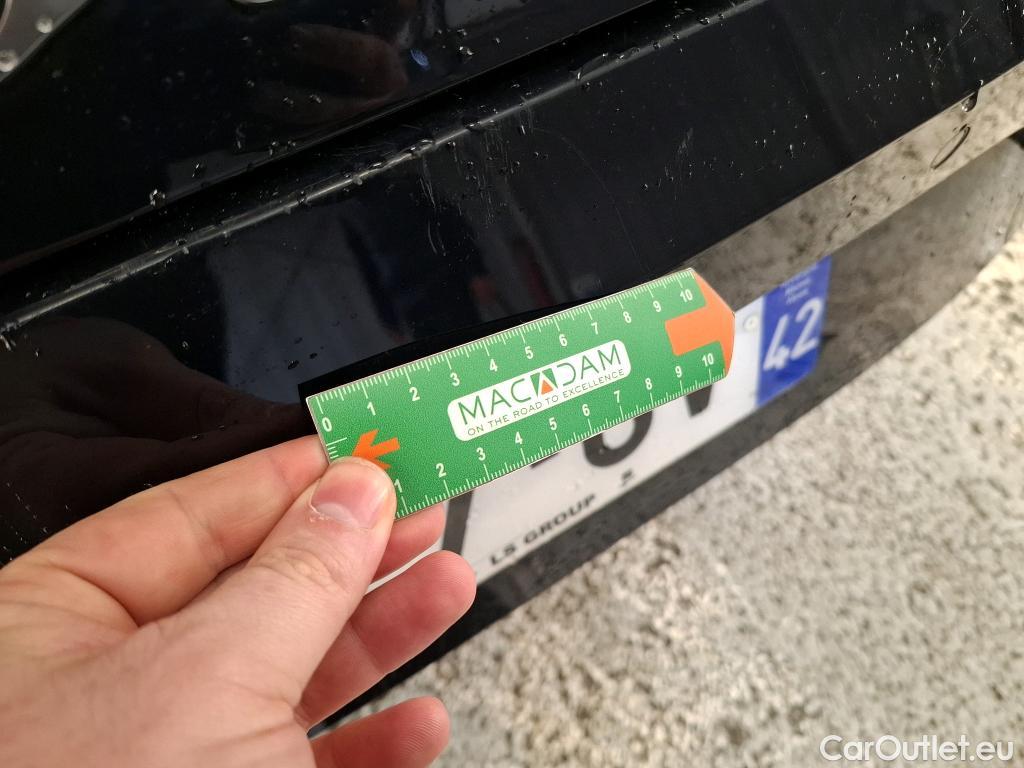 0 1 2 3 4 5 6 7 8 9 10
MACADAM
ON THE ROAD TO EXCELLENCE
1 2 3 4 5 6 7 8 9 10
42
LS GROUP
CarOutlet.eu